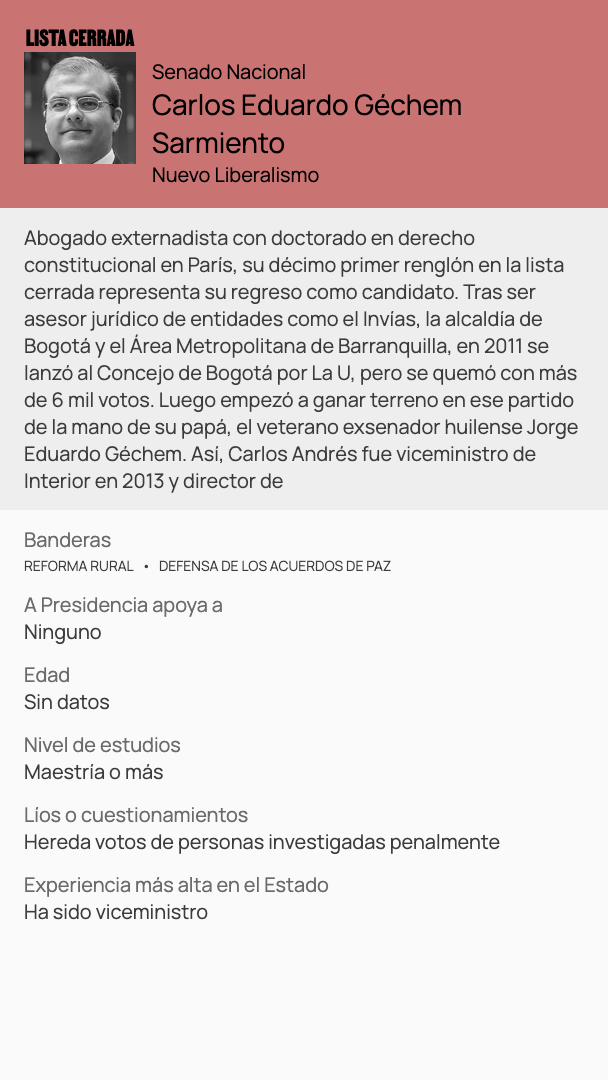 LISTA CERRADA
Senado Nacional
Carlos Eduardo Géchem
Sarmiento
Nuevo Liberalismo
Abogado externadista con doctorado en derecho
constitucional en París, su décimo primer renglón en la lista
cerrada representa su regreso como candidato. Tras ser
asesor jurídico de entidades como el Invías, la alcaldía de
Bogotá y el Área Metropolitana de Barranquilla, en 2011 se
lanzó al Concejo de Bogotá por La U, pero se quemó con más
de 6 mil votos. Luego empezó a ganar terreno en ese partido
de la mano de su papá, el veterano exsenador huilense Jorge
Eduardo Géchem. Así, Carlos Andrés fue viceministro de
Interior en 2013 y director de
Banderas
REFORMA RURAL • DEFENSA DE LOS ACUERDOS DE PAZ
A Presidencia apoya a
Ninguno
Edad
Sin datos
Nivel de estudios
Maestría o más
Líos o cuestionamientos
Hereda votos de personas investigadas penalmente
Experiencia más alta en el Estado
Ha sido viceministro